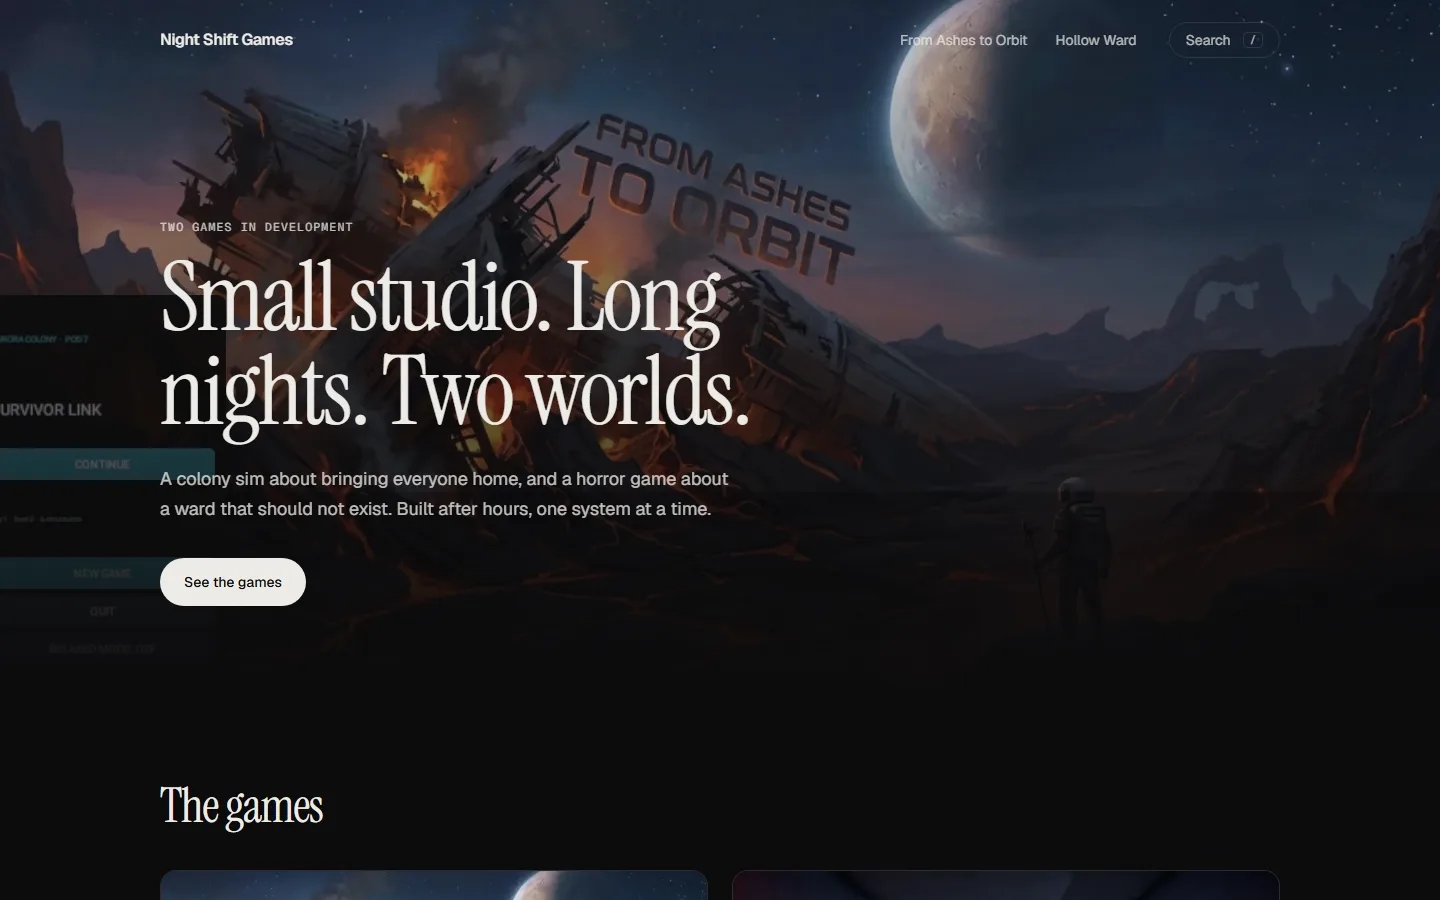 Night Shift Games
From Ashes to Orbit
Hollow Ward
Search /
FROM ASHES
TO ORBIT
TWO GAMES IN DEVELOPMENT
Small studio. Long
nights. Two worlds.
COLONY
URVIVOR LINK
CONTINUE
A colony sim about bringing everyone home, and a horror game about
a ward that should not exist. Built after hours, one system at a time.
NEW GAME
See the games
QUIT
The games